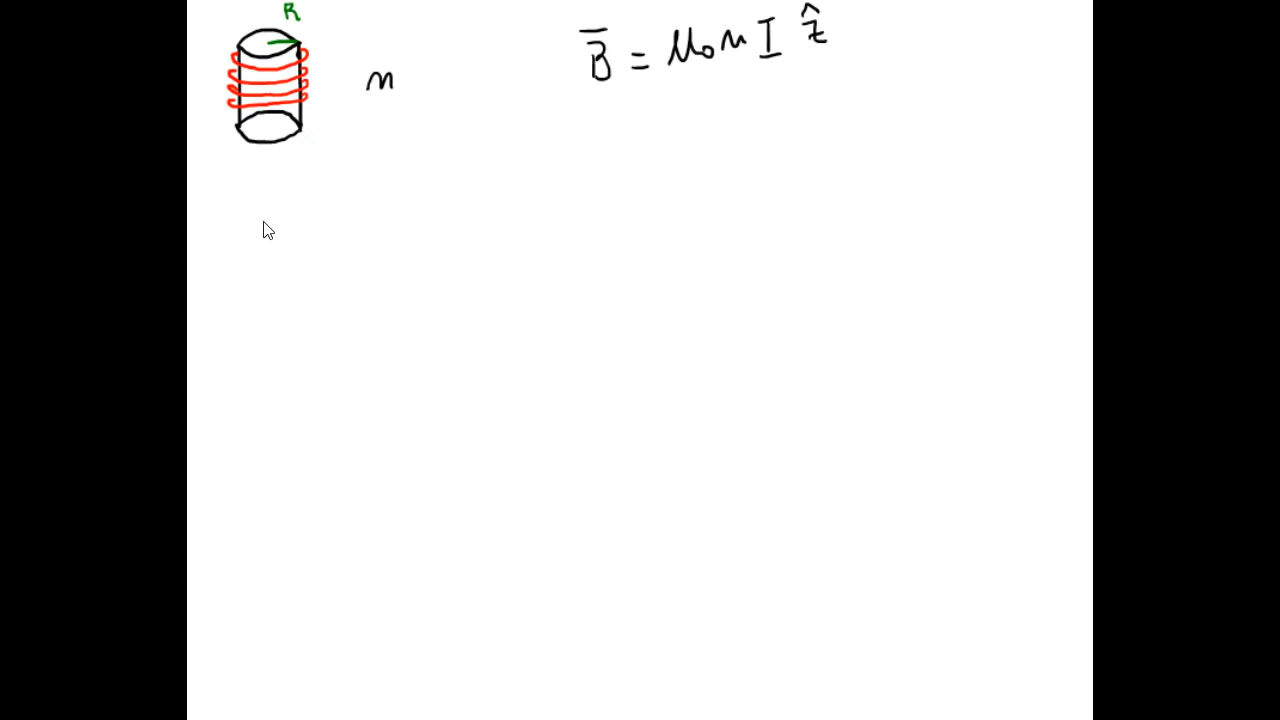 R
n
B̅ = μ₀ n I ẑ